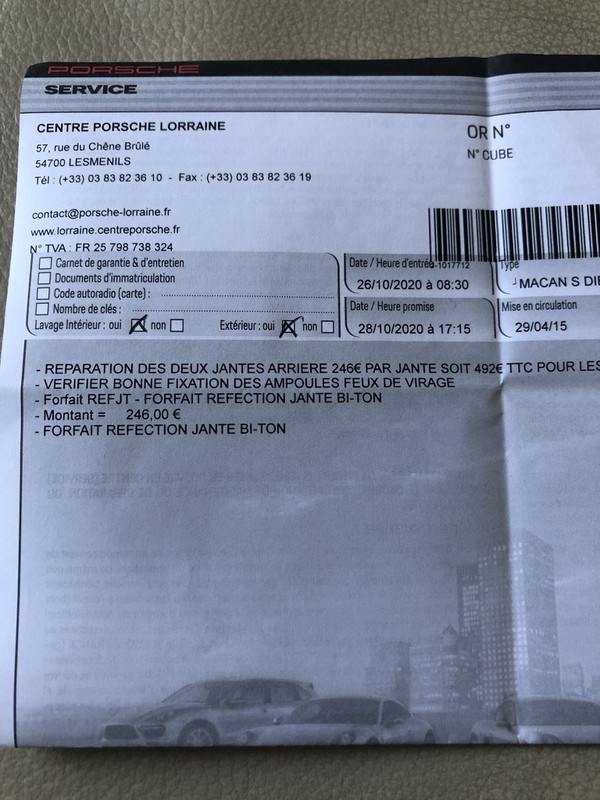 PORSCHE
SERVICE
CENTRE PORSCHE LORRAINE
57, rue du Chêne Brûlé
54700 LESMENILS
Tél : (+33) 03 83 82 36 10 - Fax : (+33) 03 83 82 36 19
contact@porsche-lorraine.fr
www.lorraine.centreporsche.fr
N° TVA : FR 25 798 738 324
OR N°
N° CUBE
Carnet de garantie & d'entretien
Documents d'immatriculation
Code autoradio (carte) :
Nombre de clés :
Lavage Intérieur : oui non Extérieur : oui non
Date / Heure d'entrée -1017712
26/10/2020 à 08:30
Date / Heure promise
28/10/2020 à 17:15
Type
MACAN S DIE
Mise en circulation
29/04/15
- REPARATION DES DEUX JANTES ARRIERE 246€ PAR JANTE SOIT 492€ TTC POUR LES
- VERIFIER BONNE FIXATION DES AMPOULES FEUX DE VIRAGE
- Forfait REFJT - FORFAIT REFECTION JANTE BI-TON
- Montant = 246,00 €
- FORFAIT REFECTION JANTE BI-TON